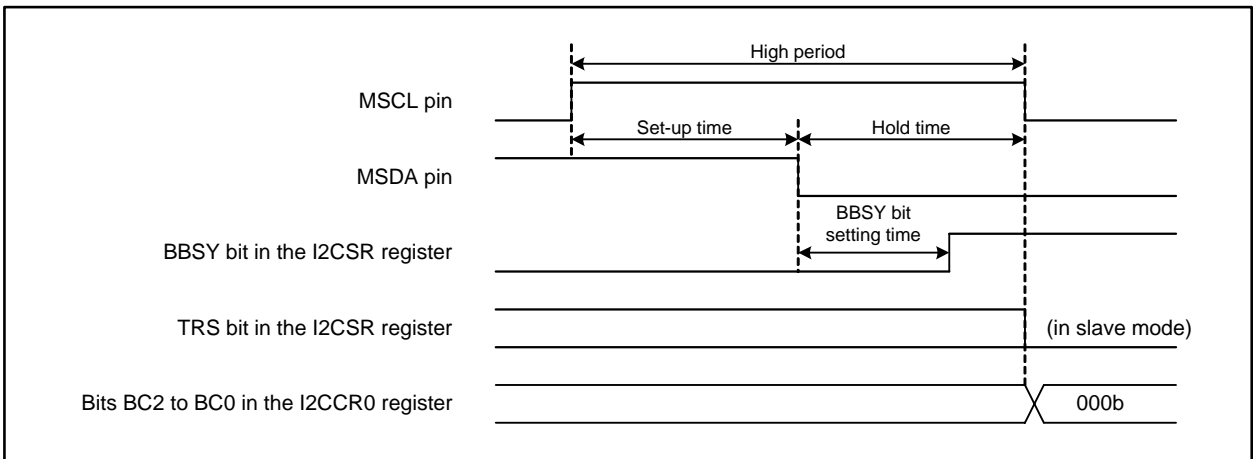 High period
MSCL pin
Set-up time
Hold time
MSDA pin
BBSY bit
setting time
BBSY bit in the I2CSR register
TRS bit in the I2CSR register
(in slave mode)
Bits BC2 to BC0 in the I2CCR0 register
000b